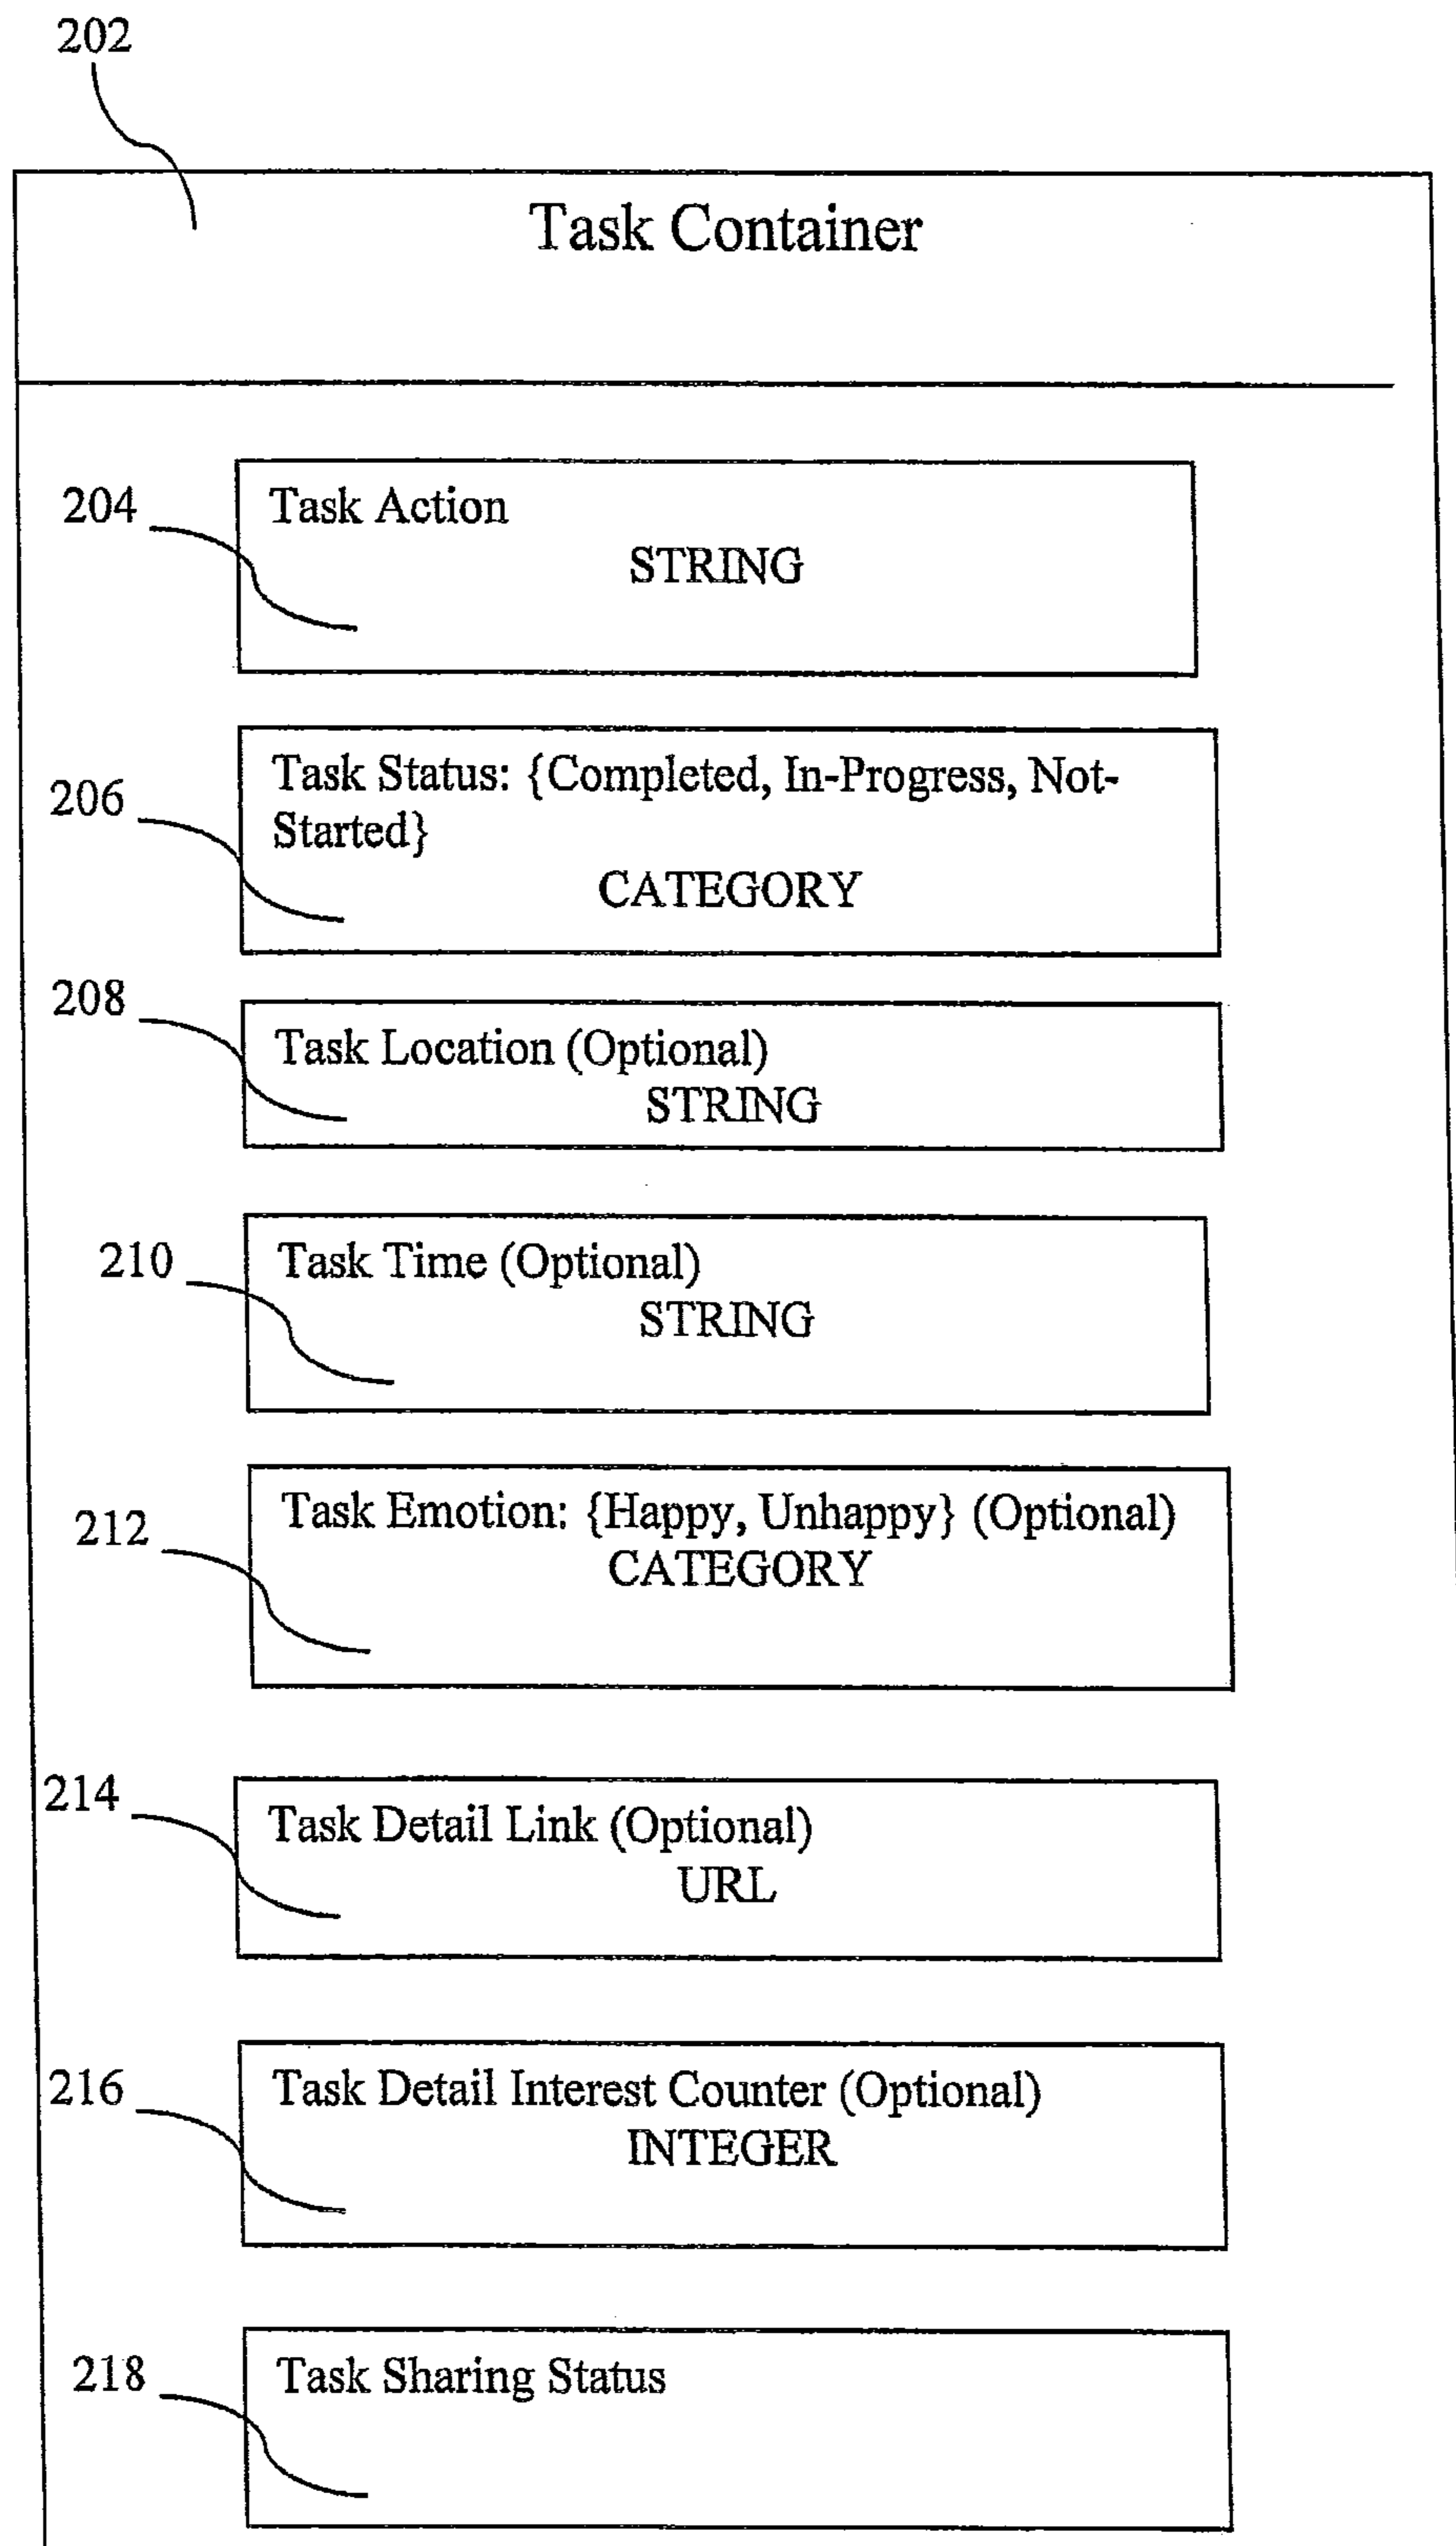 202
Task Container
204
Task Action
STRING
206
Task Status: {Completed, In-Progress, Not-
Started}
CATEGORY
208
Task Location (Optional)
STRING
210
Task Time (Optional)
STRING
212
Task Emotion: {Happy, Unhappy} (Optional)
CATEGORY
214
Task Detail Link (Optional)
URL
216
Task Detail Interest Counter (Optional)
INTEGER
218
Task Sharing Status